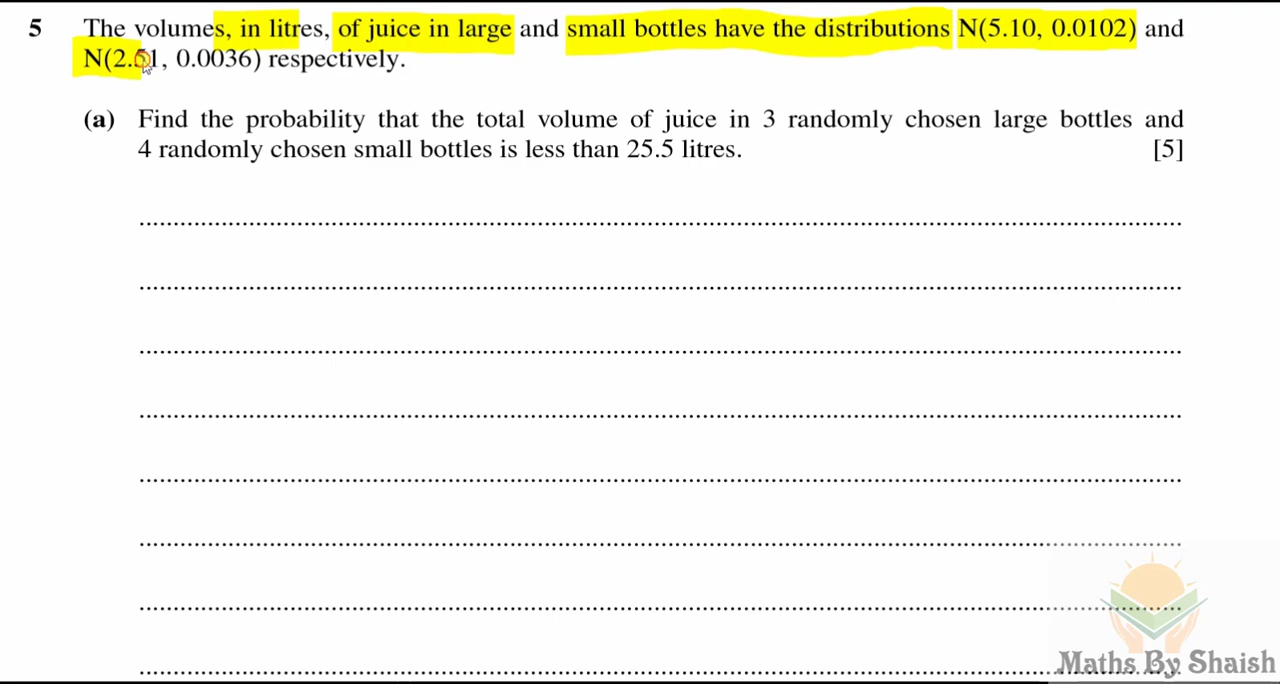 5 The volumes, in litres, of juice in large and small bottles have the distributions N(5.10, 0.0102) and
N(2.51, 0.0036) respectively.
(a) Find the probability that the total volume of juice in 3 randomly chosen large bottles and
4 randomly chosen small bottles is less than 25.5 litres. [5]
Maths By Shaish